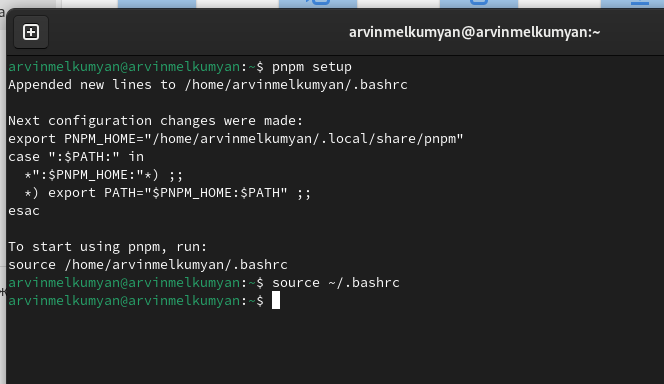 arvinmelkumyan@arvinmelkumyan:~
arvinmelkumyan@arvinmelkumyan:~$ pnpm setup
Appended new lines to /home/arvinmelkumyan/.bashrc

Next configuration changes were made:
export PNPM_HOME="/home/arvinmelkumyan/.local/share/pnpm"
case ":$PATH:" in
  *":$PNPM_HOME:"*) ;;
  *) export PATH="$PNPM_HOME:$PATH" ;;
esac

To start using pnpm, run:
source /home/arvinmelkumyan/.bashrc
arvinmelkumyan@arvinmelkumyan:~$ source ~/.bashrc
arvinmelkumyan@arvinmelkumyan:~$